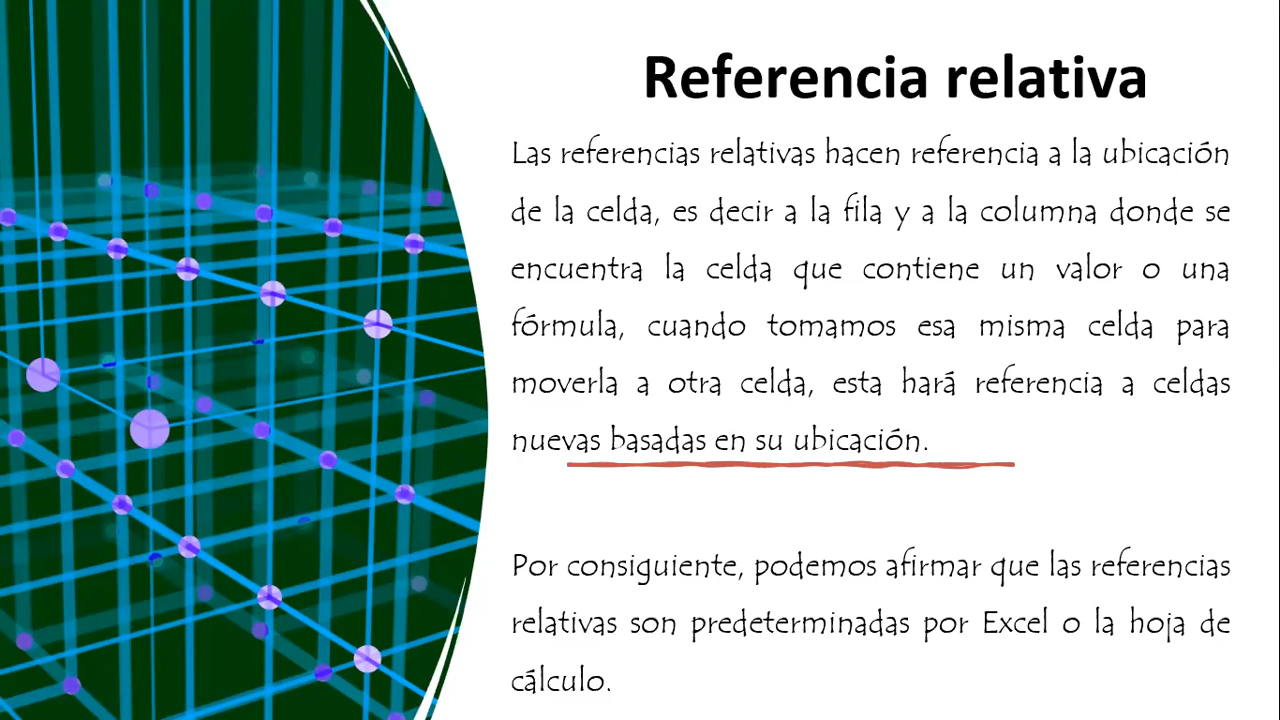 Referencia relativa
Las referencias relativas hacen referencia a la ubicación
de la celda, es decir a la fila y a la columna donde se
encuentra la celda que contiene un valor o una
fórmula, cuando tomamos esa misma celda para
moverla a otra celda, esta hará referencia a celdas
nuevas basadas en su ubicación.
Por consiguiente, podemos afirmar que las referencias
relativas son predeterminadas por Excel o la hoja de
cálculo.